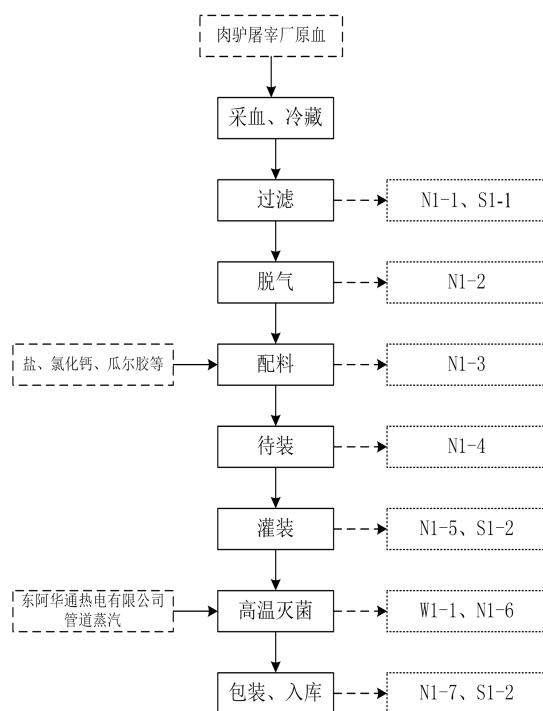 肉驴屠宰厂原血
采血、冷藏
过滤
N1-1、S1-1
脱气
N1-2
盐、氯化钙、瓜尔胶等
配料
N1-3
待装
N1-4
灌装
N1-5、S1-2
东阿华通热电有限公司
管道蒸汽
高温灭菌
W1-1、N1-6
包装、入库
N1-7、S1-2